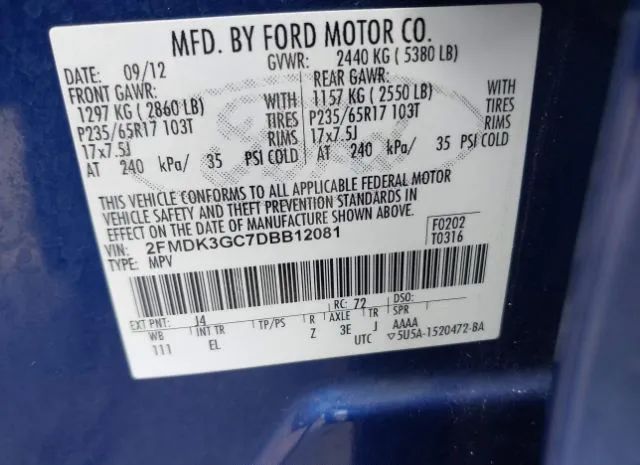 MFD. BY FORD MOTOR CO.
DATE: 09/12
GVWR: 2440 KG ( 5380 LB)
FRONT GAWR:
1297 KG ( 2860 LB)
P235/65R17 103T
17x7.5J
AT 240 kPa/ 35 PSI COLD
WITH
TIRES
RIMS
REAR GAWR:
1157 KG ( 2550 LB)
P235/65R17 103T
17x7.5J
AT 240 kPa/ 35 PSI COLD
WITH
TIRES
RIMS
THIS VEHICLE CONFORMS TO ALL APPLICABLE FEDERAL MOTOR
VEHICLE SAFETY AND THEFT PREVENTION STANDARDS IN
EFFECT ON THE DATE OF MANUFACTURE SHOWN ABOVE.
VIN: 2FMDK3GC7DBB12081
TYPE: MPV
F0202
T0316
EXT PNT: J4
RC: 72
DSO:
WB
INT TR
TP/PS
R
AXLE
TR
SPR
111
EL
Z
3E
J
AAAA
UTC
▽5U5A-1520472-BA
Ford